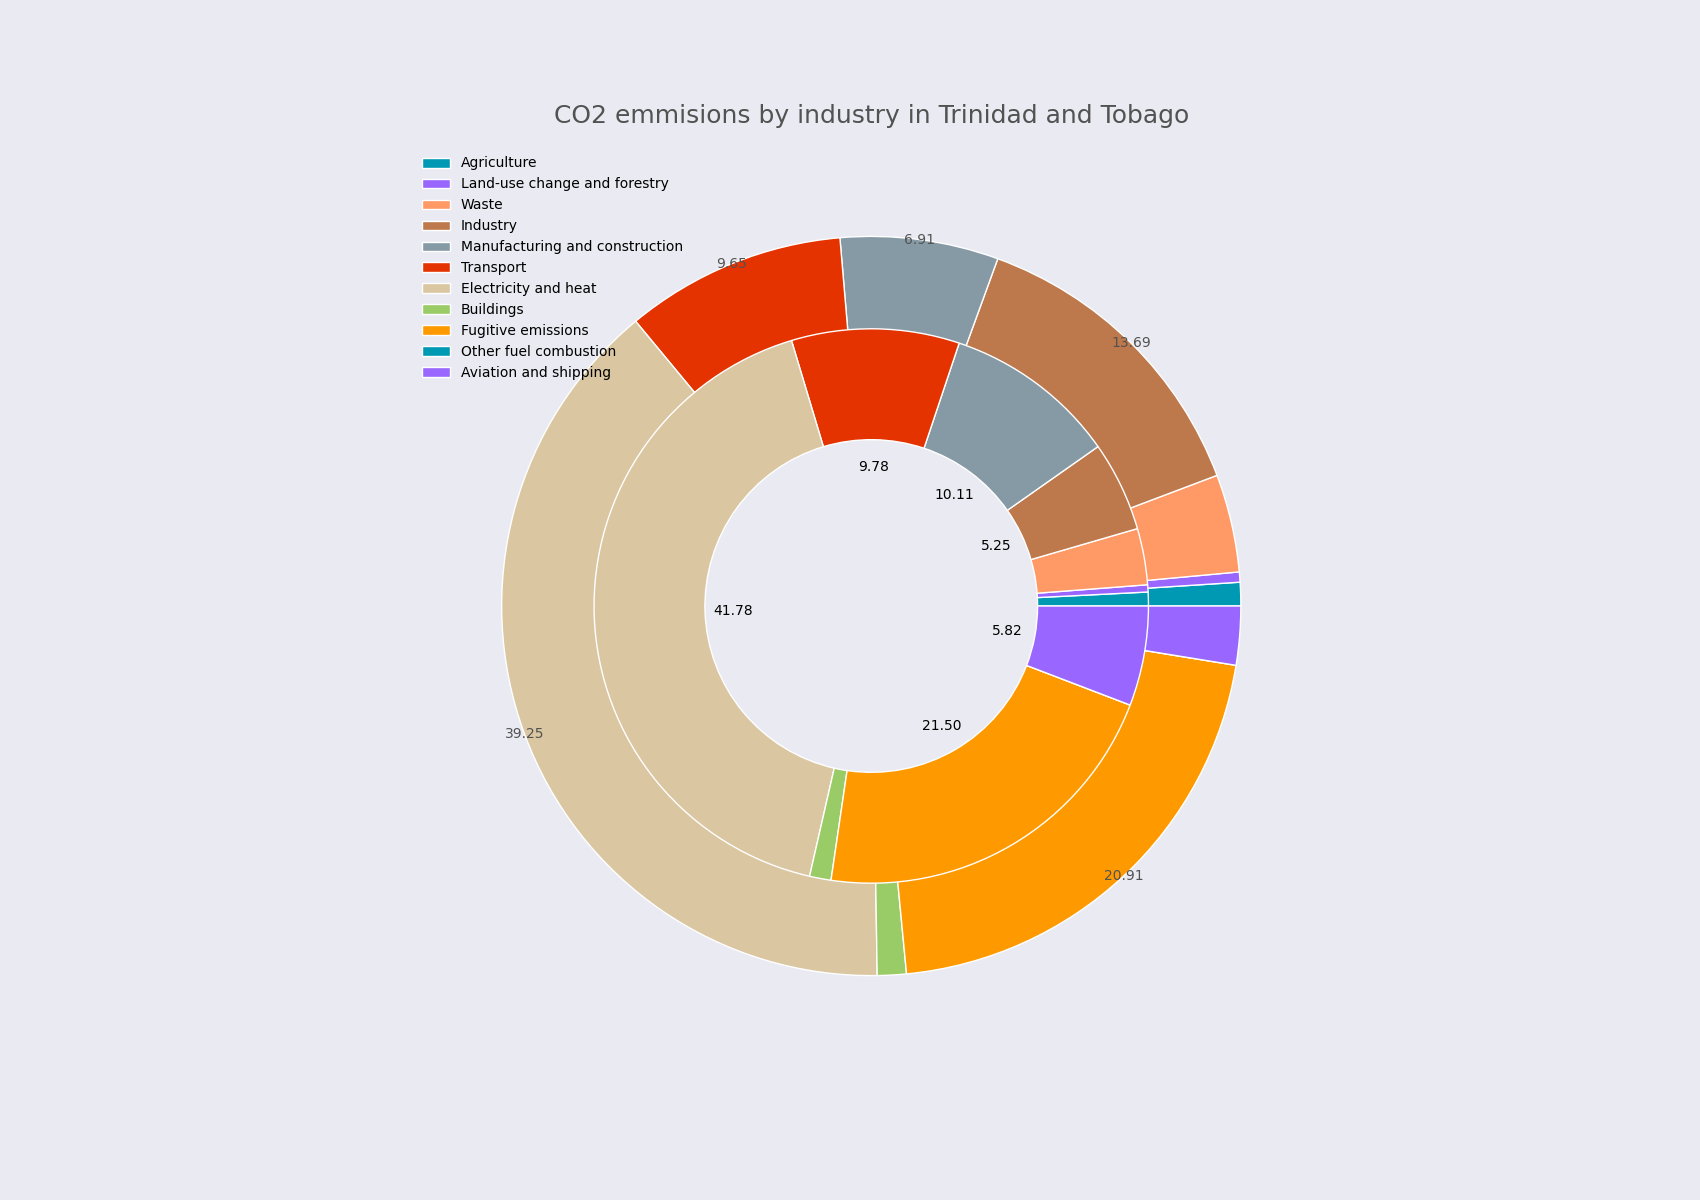 CO2 emmisions by industry in Trinidad and Tobago
Agriculture
Land-use change and forestry
Waste
Industry
Manufacturing and construction
Transport
Electricity and heat
Buildings
Fugitive emissions
Other fuel combustion
Aviation and shipping
6.91
9.65
13.69
9.78
10.11
5.25
41.78
5.82
21.50
39.25
20.91